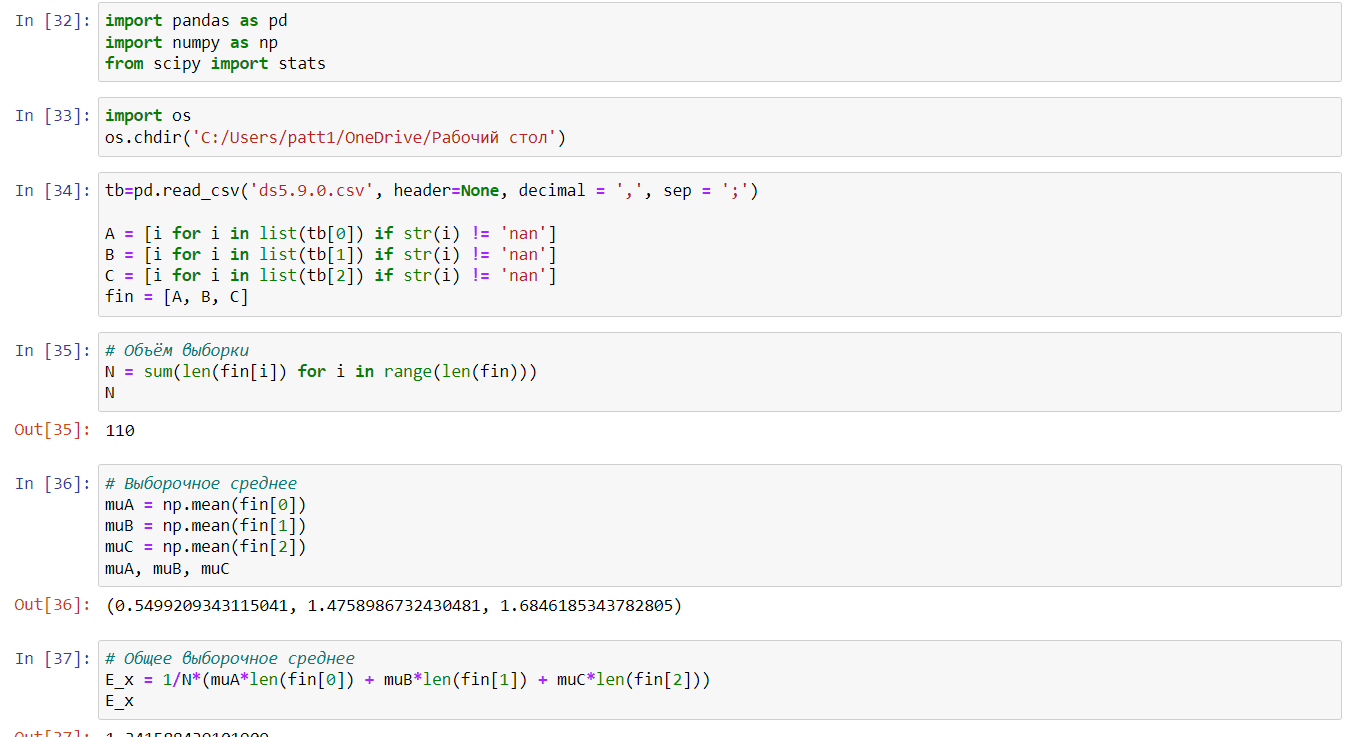 In [32]: import pandas as pd
import numpy as np
from scipy import stats
In [33]: import os
os.chdir('C:/Users/patt1/OneDrive/Рабочий стол')
In [34]: tb=pd.read_csv('ds5.9.0.csv', header=None, decimal = ',', sep = ';')
A = [i for i in list(tb[0]) if str(i) != 'nan']
B = [i for i in list(tb[1]) if str(i) != 'nan']
C = [i for i in list(tb[2]) if str(i) != 'nan']
fin = [A, B, C]
In [35]: # Объём выборки
N = sum(len(fin[i]) for i in range(len(fin)))
N
Out[35]: 110
In [36]: # Выборочное среднее
muA = np.mean(fin[0])
muB = np.mean(fin[1])
muC = np.mean(fin[2])
muA, muB, muC
Out[36]: (0.5499209343115041, 1.4758986732430481, 1.6846185343782805)
In [37]: # Общее выборочное среднее
E_x = 1/N*(muA*len(fin[0]) + muB*len(fin[1]) + muC*len(fin[2]))
E_x
Out[37]: